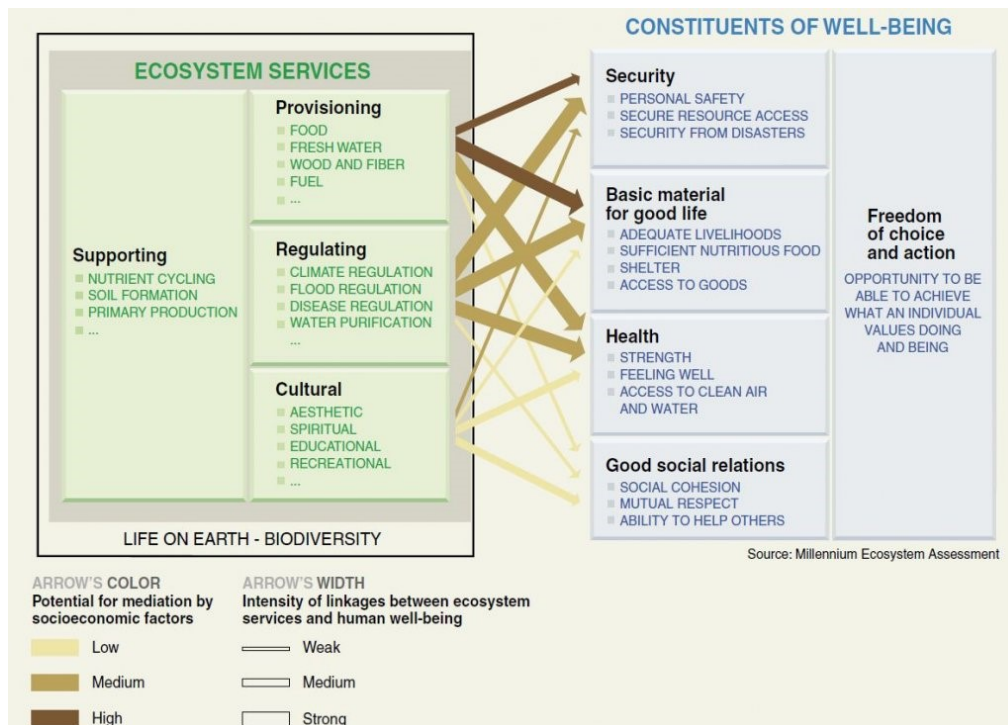 ECOSYSTEM SERVICES
Supporting
NUTRIENT CYCLING
SOIL FORMATION
PRIMARY PRODUCTION
...
Provisioning
FOOD
FRESH WATER
WOOD AND FIBER
FUEL
...
Regulating
CLIMATE REGULATION
FLOOD REGULATION
DISEASE REGULATION
WATER PURIFICATION
...
Cultural
AESTHETIC
SPIRITUAL
EDUCATIONAL
RECREATIONAL
...
LIFE ON EARTH - BIODIVERSITY
CONSTITUENTS OF WELL-BEING
Security
PERSONAL SAFETY
SECURE RESOURCE ACCESS
SECURITY FROM DISASTERS
Basic material
for good life
ADEQUATE LIVELIHOODS
SUFFICIENT NUTRITIOUS FOOD
SHELTER
ACCESS TO GOODS
Health
STRENGTH
FEELING WELL
ACCESS TO CLEAN AIR
AND WATER
Good social relations
SOCIAL COHESION
MUTUAL RESPECT
ABILITY TO HELP OTHERS
Freedom
of choice
and action
OPPORTUNITY TO BE
ABLE TO ACHIEVE
WHAT AN INDIVIDUAL
VALUES DOING
AND BEING
Source: Millennium Ecosystem Assessment
ARROW'S COLOR
Potential for mediation by
socioeconomic factors
Low
Medium
High
ARROW'S WIDTH
Intensity of linkages between ecosystem
services and human well-being
Weak
Medium
Strong